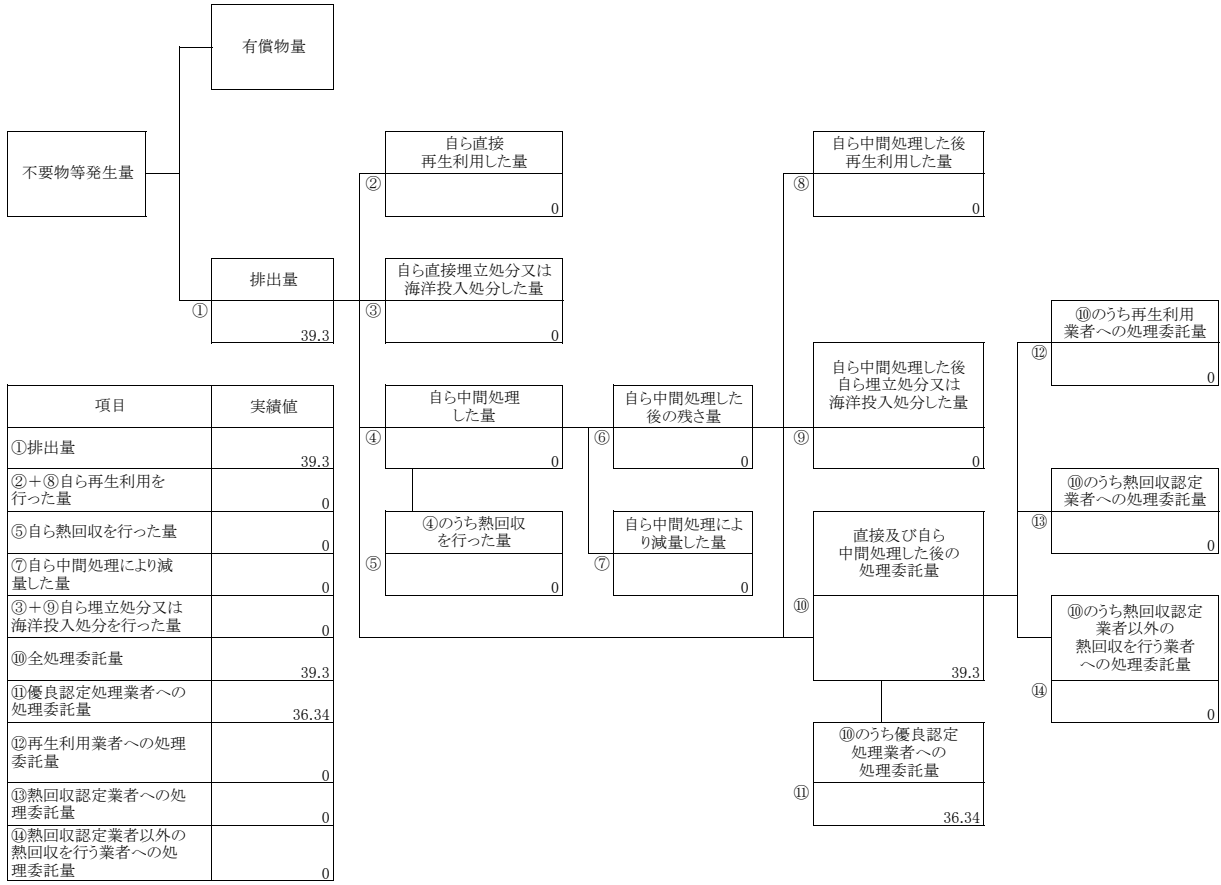 有償物量
不要物等発生量
自ら直接
再生利用した量
②
0
自ら中間処理した後
再生利用した量
⑧
0
排出量
①
39.3
自ら直接埋立処分又は
海洋投入処分した量
③
0
⑩のうち再生利用
業者への処理委託量
⑫
0
自ら中間処理
した量
④
0
自ら中間処理した
後の残さ量
⑥
0
自ら中間処理した後
自ら埋立処分又は
海洋投入処分した量
⑨
0
⑩のうち熱回収認定
業者への処理委託量
⑬
0
④のうち熱回収
を行った量
⑤
0
自ら中間処理によ
り減量した量
⑦
0
直接及び自ら
中間処理した後の
処理委託量
⑩
39.3
⑩のうち熱回収認定
業者以外の
熱回収を行う業者
への処理委託量
⑭
0
⑩のうち優良認定
処理業者への
処理委託量
⑪
36.34
項目 実績値
①排出量
39.3
②＋⑧自ら再生利用を
行った量
0
⑤自ら熱回収を行った量
0
⑦自ら中間処理により減
量した量
0
③＋⑨自ら埋立処分又は
海洋投入処分を行った量
0
⑩全処理委託量
39.3
⑪優良認定処理業者への
処理委託量
36.34
⑫再生利用業者への処理
委託量
0
⑬熱回収認定業者への処
理委託量
0
⑭熱回収認定業者以外の
熱回収を行う業者への処
理委託量
0